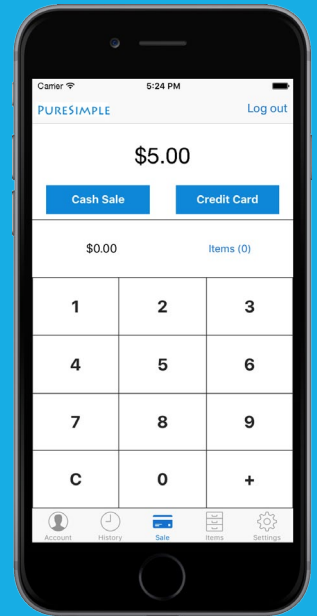 Carrier 5:24 PM
PURESIMPLE Log out
$5.00
Cash Sale Credit Card
$0.00 Items (0)
1 2 3
4 5 6
7 8 9
C 0 +
Account History Sale Items Settings